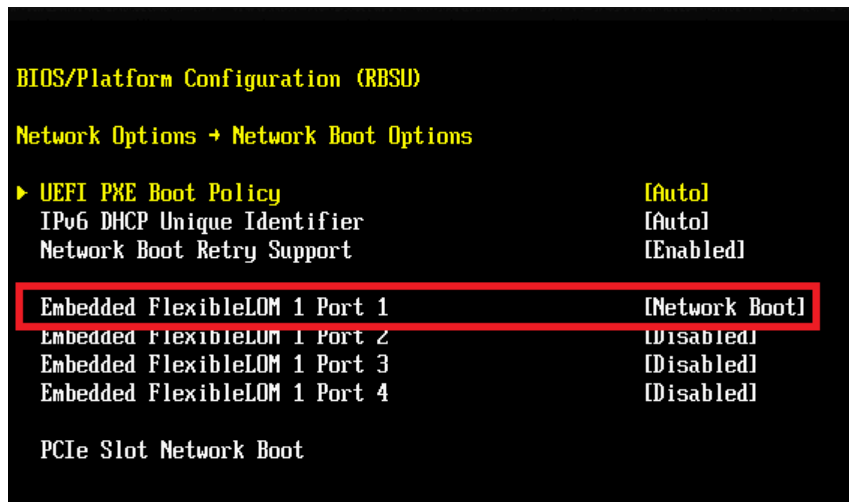 BIOS/Platform Configuration (RBSU)
Network Options → Network Boot Options
▶ UEFI PXE Boot Policy [Auto]
IPv6 DHCP Unique Identifier [Auto]
Network Boot Retry Support [Enabled]
Embedded FlexibleLOM 1 Port 1 [Network Boot]
Embedded FlexibleLOM 1 Port 2 [Disabled]
Embedded FlexibleLOM 1 Port 3 [Disabled]
Embedded FlexibleLOM 1 Port 4 [Disabled]
PCIe Slot Network Boot